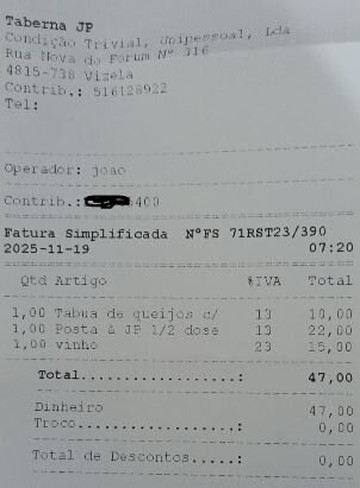 Taberna JP
Condição Trivial, Unipessoal, Lda
Rua Nova do Forum Nº 316
4815-738 Vizela
Contrib.: 516128922
Tel:
Operador: joao
Contrib.: 6400
Fatura Simplificada NºFS 71RST23/390
2025-11-19 07:20
Qtd Artigo %IVA Total
1,00 Tabua de queijos c/ 13 10,00
1,00 Posta à JP 1/2 dose 13 22,00
1,00 vinho 23 15,00
Total.................: 47,00
Dinheiro 47,00
Troco.................: 0,00
Total de Descontos.....: 0,00